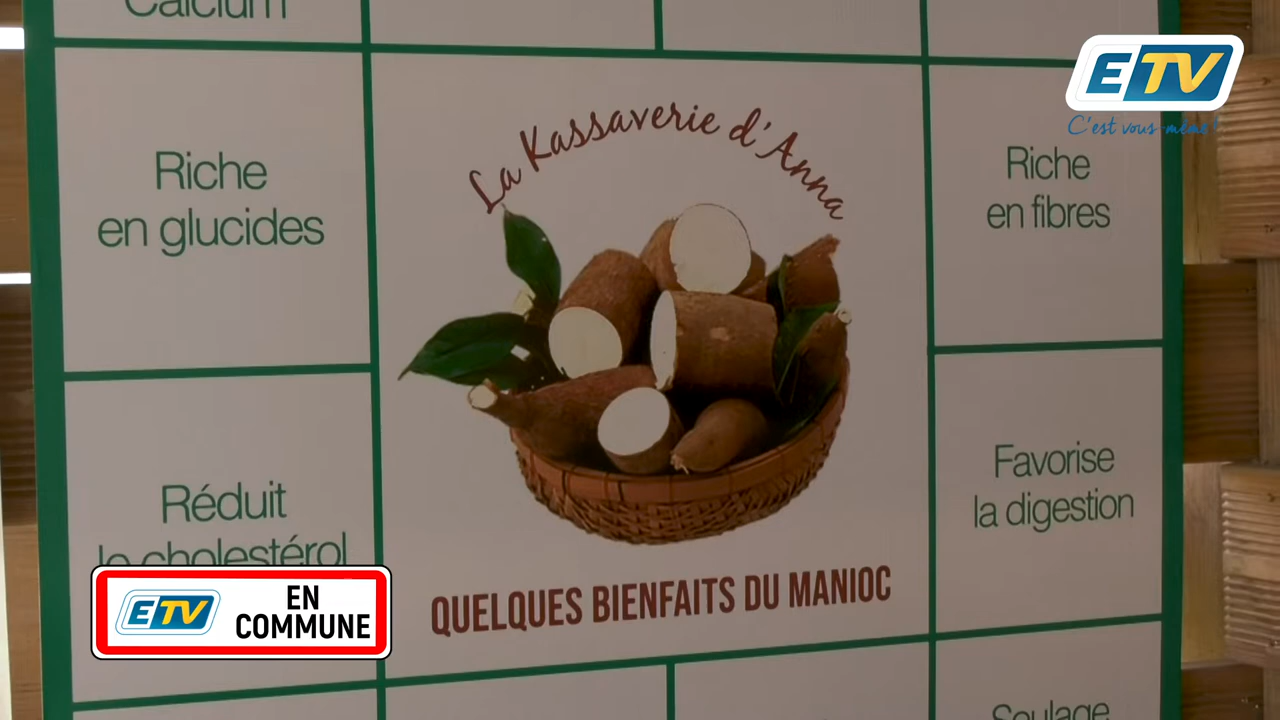 Calcium
ETV
C'est vous-même !
La Kassaverie d'Anna
Riche
en glucides
Riche
en fibres
Réduit
le cholestérol
Favorise
la digestion
QUELQUES BIENFAITS DU MANIOC
ETV
EN
COMMUNE
Soulage